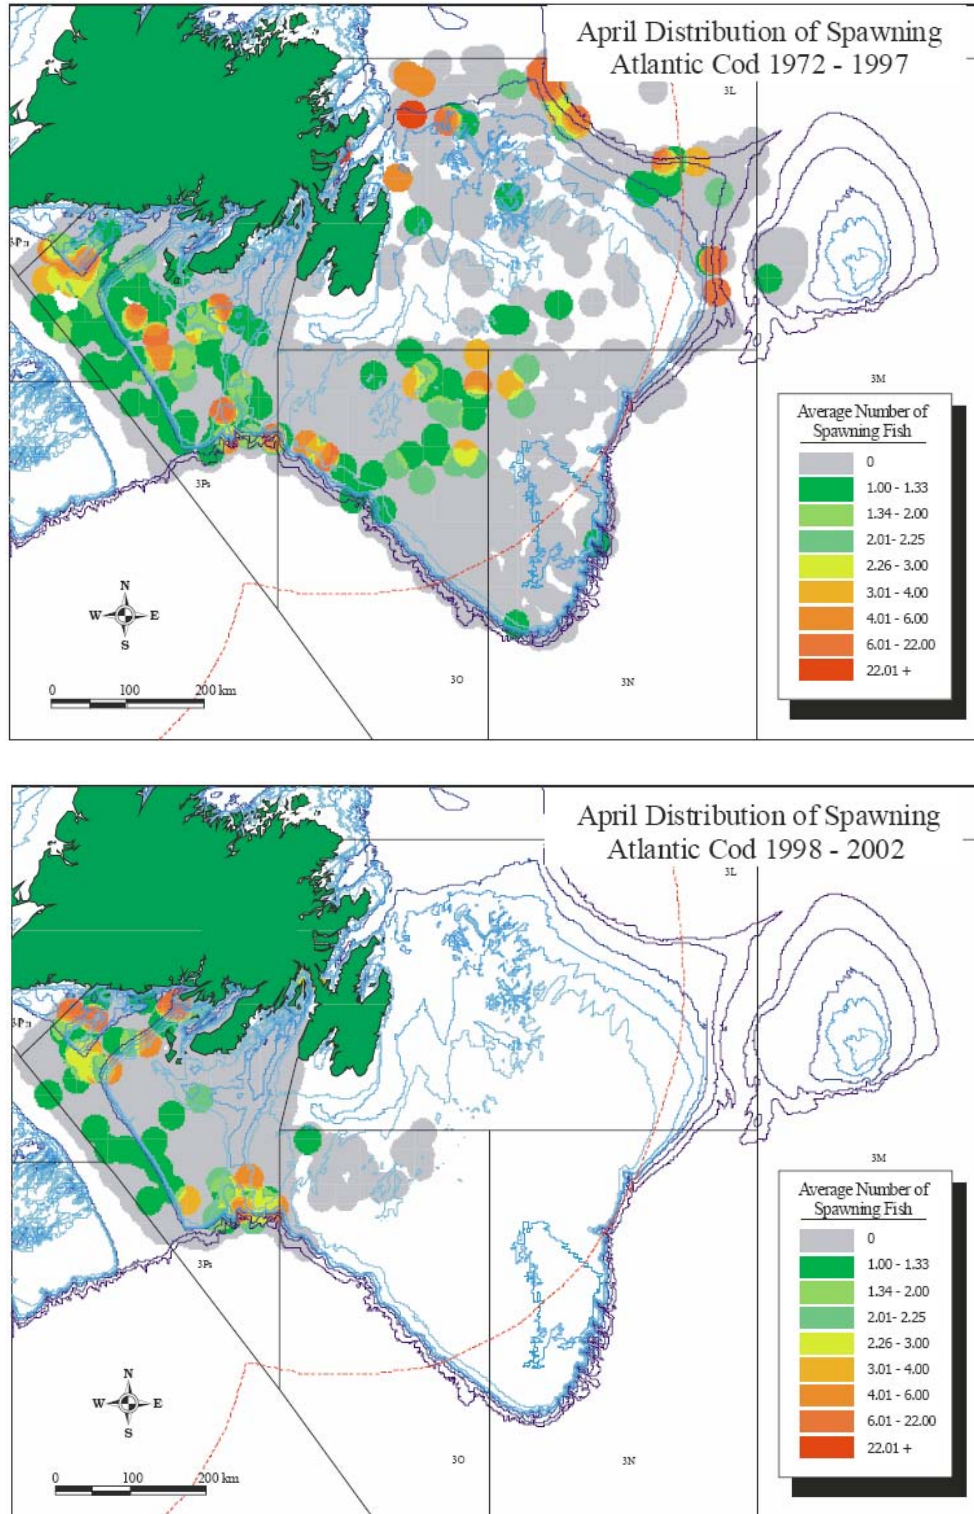 April Distribution of Spawning
Atlantic Cod 1972 - 1997
3L
3Pn
3M
Average Number of
Spawning Fish
0
1.00 - 1.33
1.34 - 2.00
2.01- 2.25
2.26 - 3.00
3.01 - 4.00
4.01 - 6.00
6.01 - 22.00
22.01 +
3Ps
N
W E
S
0 100 200 km
3O
3N
April Distribution of Spawning
Atlantic Cod 1998 - 2002
3L
3Pn
3M
Average Number of
Spawning Fish
0
1.00 - 1.33
1.34 - 2.00
2.01- 2.25
2.26 - 3.00
3.01 - 4.00
4.01 - 6.00
6.01 - 22.00
22.01 +
3Ps
N
W E
S
0 100 200 km
3O
3N